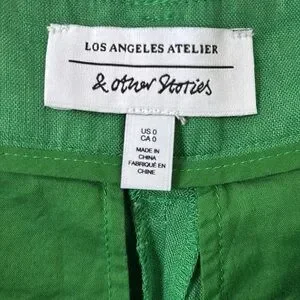 LOS ANGELES ATELIER
& other Stories
US 0
CA 0
MADE IN
CHINA
FABRIQUÉ EN
CHINE